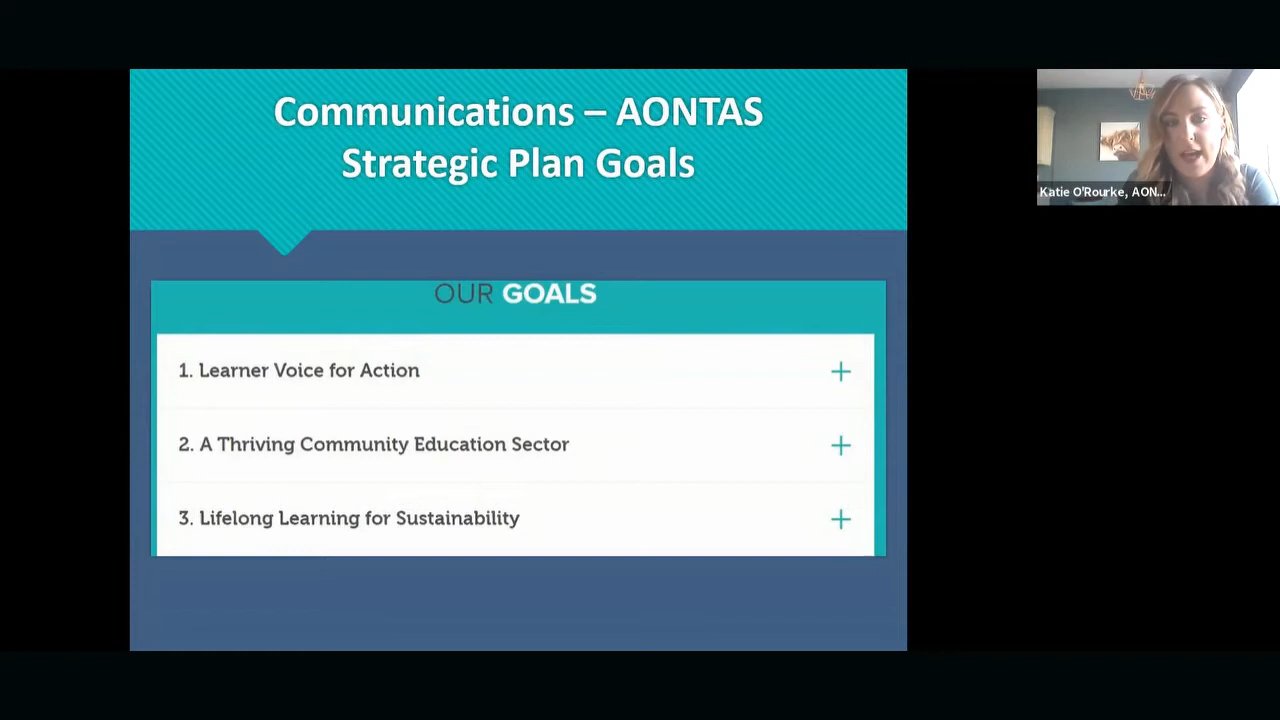 Communications – AONTAS
Strategic Plan Goals
OUR GOALS
1. Learner Voice for Action
2. A Thriving Community Education Sector
3. Lifelong Learning for Sustainability
Katie O'Rourke, AON...